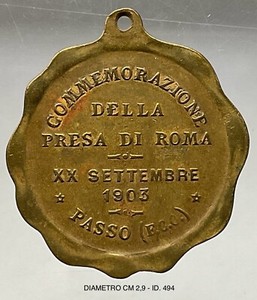 COMMEMORAZIONE
DELLA
PRESA DI ROMA
XX SETTEMBRE
1903
PASSO (F.C.C.)
DIAMETRO CM 2,9 - ID. 494